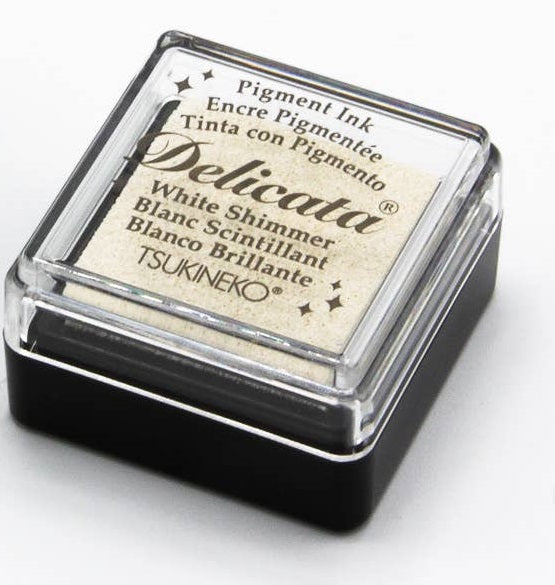 Pigment Ink
Encre Pigmentée
Tinta con Pigmento
Delicata®
White Shimmer
Blanc Scintillant
Blanco Brillante
TSUKINEKO®